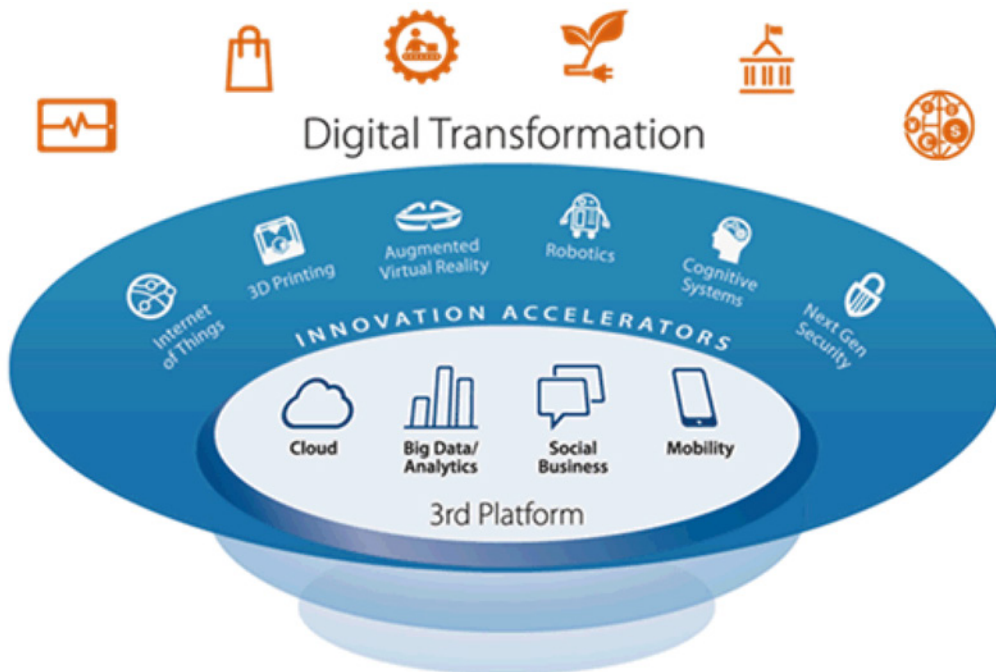 Digital Transformation
Internet
of Things
3D Printing
Augmented
Virtual Reality
Robotics
Cognitive
Systems
Next Gen
Security
INNOVATION ACCELERATORS
Cloud
Big Data/
Analytics
Social
Business
Mobility
3rd Platform